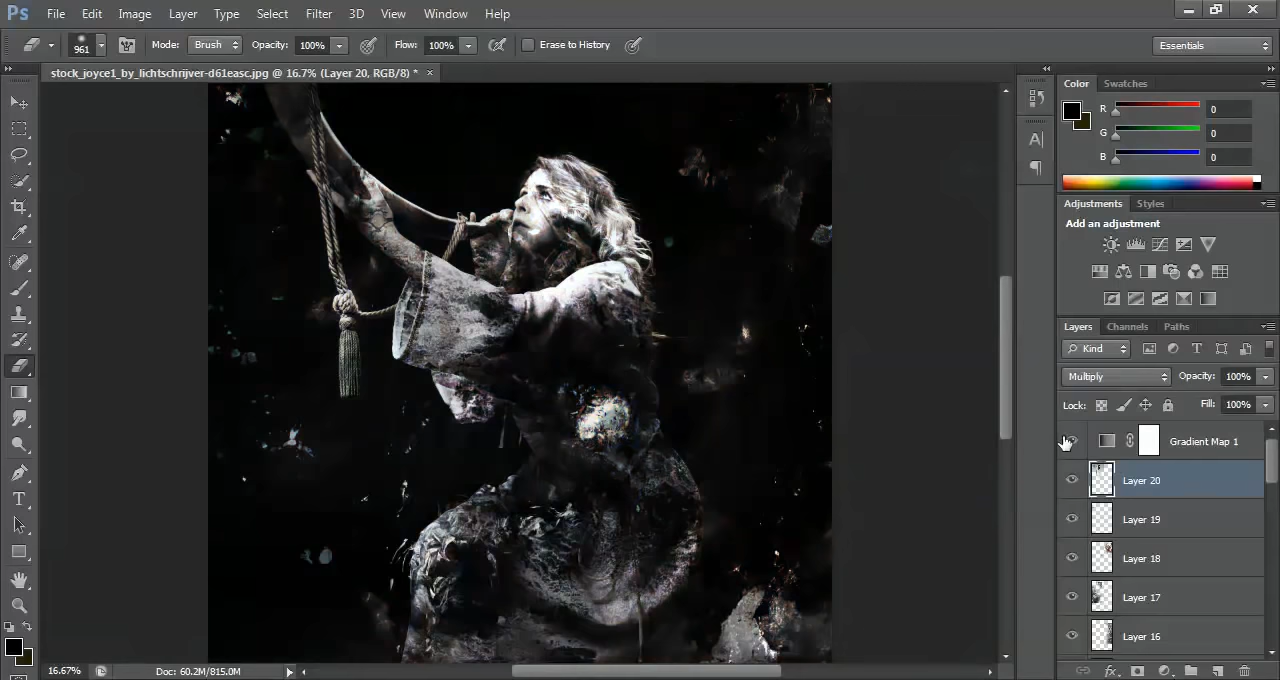 Ps File Edit Image Layer Type Select Filter 3D View Window Help
961 Mode: Brush Opacity: 100% Flow: 100% Erase to History Essentials
stock_joyce1_by_lichtschrijver-d61easc.jpg @ 16.7% (Layer 20, RGB/8) * ×
Color Swatches
R 0
G 0
B 0
Adjustments Styles
Add an adjustment
Layers Channels Paths
Kind
Multiply Opacity: 100%
Lock: Fill: 100%
Gradient Map 1
Layer 20
Layer 19
Layer 18
Layer 17
Layer 16
16.67% Doc: 60.2M/815.0M